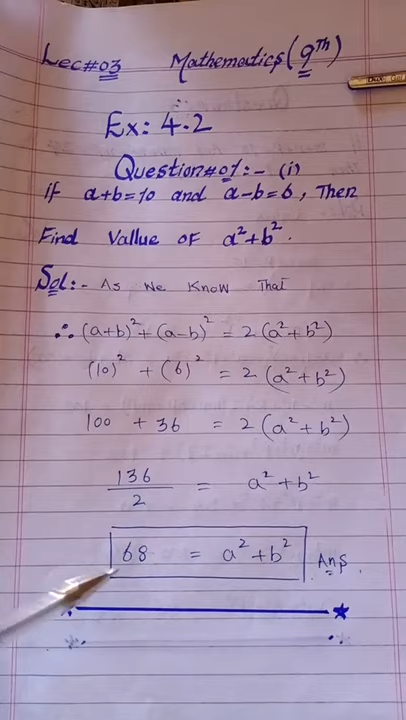 Lec#03 Mathematics (9Th)
Ex: 4.2
Question#01:- (i)
If a+b=10 and a-b=6, Then
Find Vallue OF a²+b².
Sol:- As We Know That
∴ (a+b)²+(a-b)² = 2(a²+b²)
(10)² + (6)² = 2(a²+b²)
100 + 36 = 2(a²+b²)
136/2 = a²+b²
68 = a²+b² Ans.